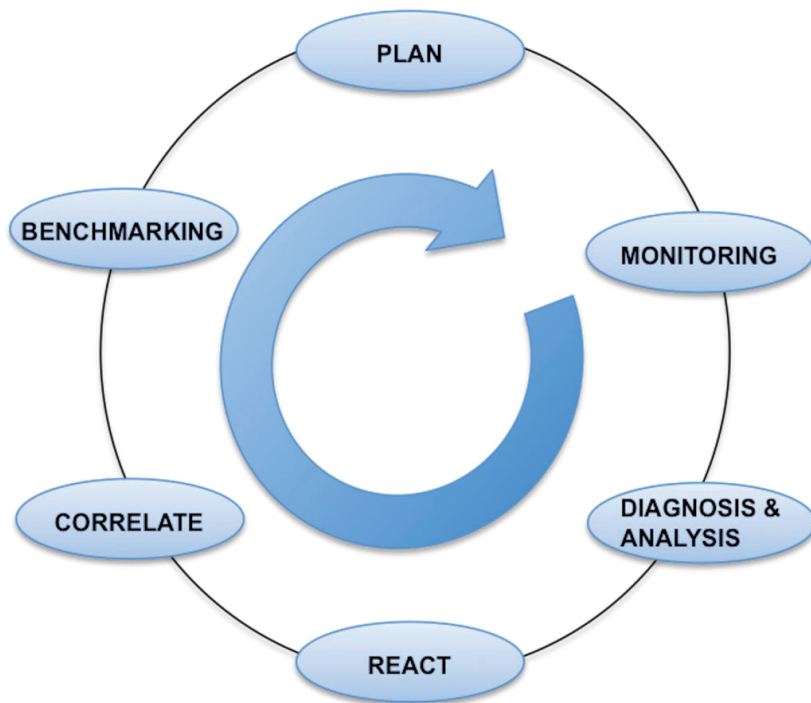 PLAN
BENCHMARKING
MONITORING
CORRELATE
DIAGNOSIS &
ANALYSIS
REACT